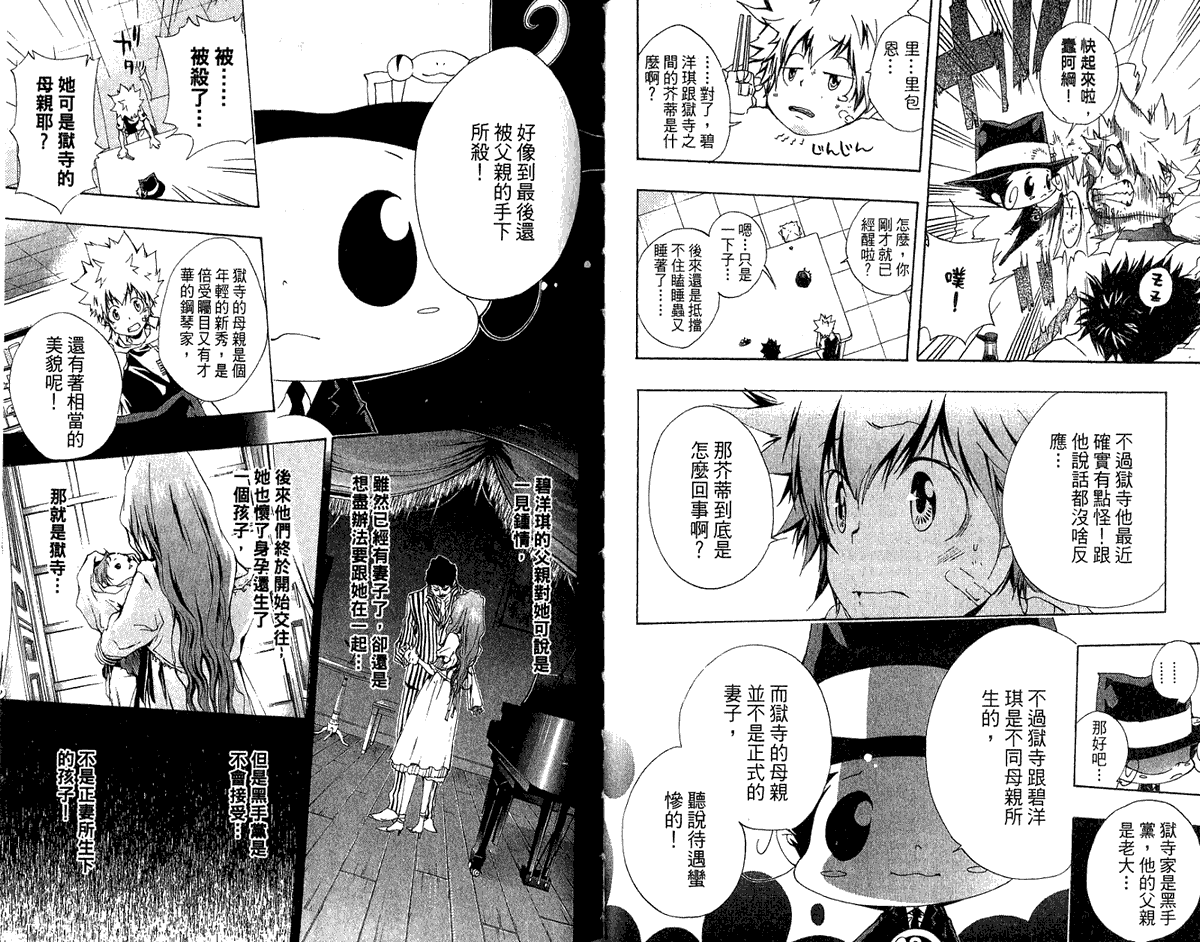 快起來啦，
蠢阿綱！
里…里包
恩…
……對了，碧
洋琪跟獄寺之
間的芥蒂是什
麼啊？
じんじん
ZZ
噗！
怎麼，你
剛才就已
經醒啦？
嗯…只是
一下子…
後來還是抵擋
不住瞌睡蟲又
睡著了……
不過獄寺他最近
確實有點怪！跟
他說話都沒啥反
應…
那芥蒂到底是
怎麼回事啊？
……
那好吧…
獄寺家是黑手
黨，他的父親
是老大…
不過獄寺跟碧洋
琪是不同母親所
生的，
而獄寺的母親
並不是正式的
妻子，
聽說待遇蠻
慘的！
好像到最後還
被父親的手下
所殺！
被……
被殺了…
她可是獄寺的
母親耶？
ガタッ
獄寺的母親是個
年輕的新秀，是
倍受矚目又有才
華的鋼琴家，
還有著相當的
美貌呢！
碧洋琪的父親對她可說是
一見鍾情，
雖然已經有妻子了，卻還是
想盡辦法要跟她在一起…
後來他們終於開始交往，
她也懷了身孕還生了
一個孩子，
那就是獄寺…
但是黑手黨是
不會接受…
不是正妻所生下
的孩子！